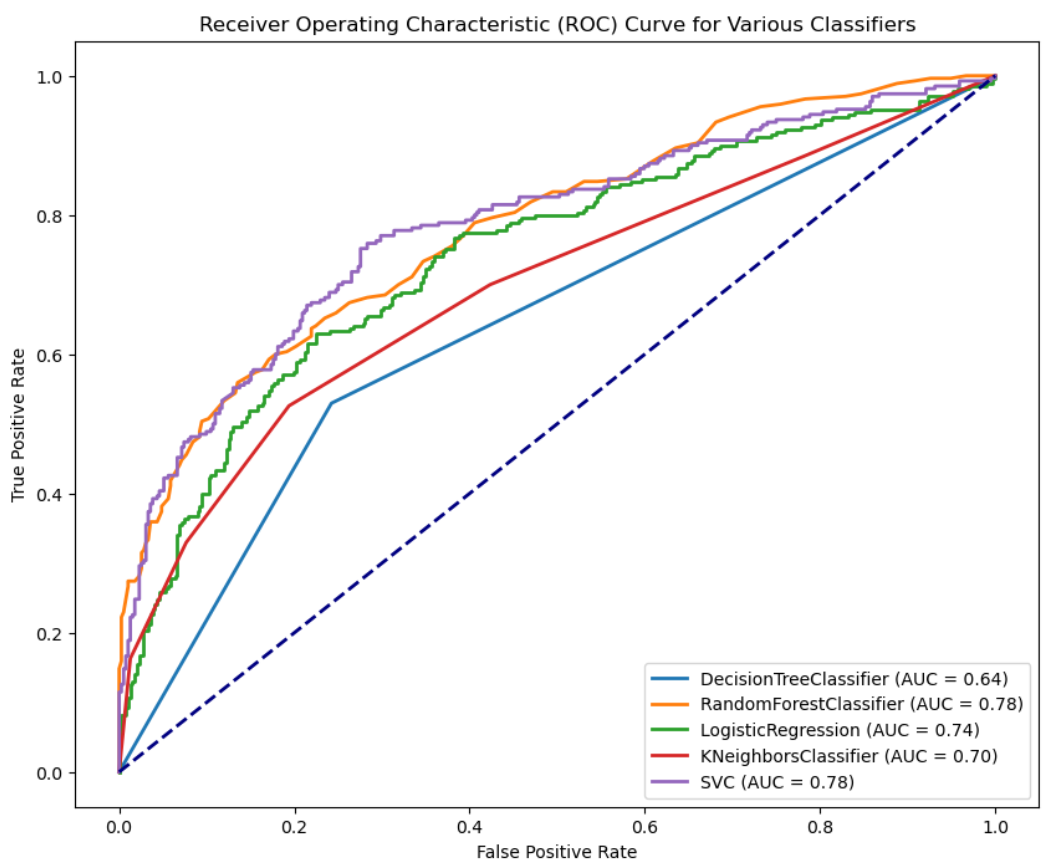 Receiver Operating Characteristic (ROC) Curve for Various Classifiers
1.0
0.8
0.6
0.4
0.2
0.0
True Positive Rate
DecisionTreeClassifier (AUC = 0.64)
RandomForestClassifier (AUC = 0.78)
LogisticRegression (AUC = 0.74)
KNeighborsClassifier (AUC = 0.70)
SVC (AUC = 0.78)
0.0 0.2 0.4 0.6 0.8 1.0
False Positive Rate